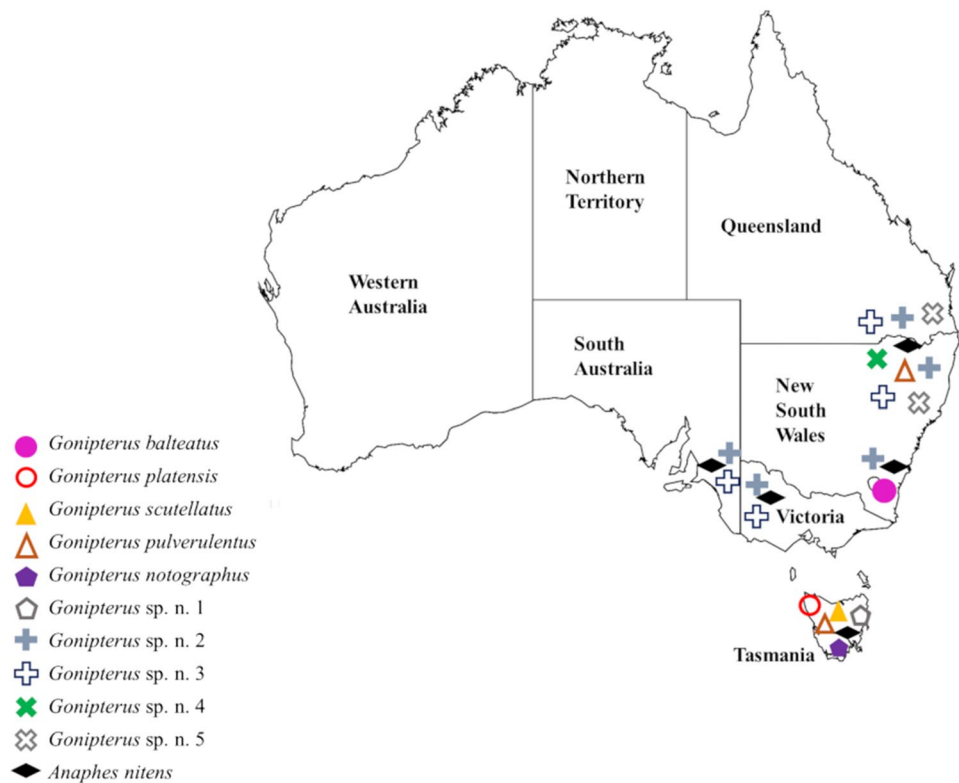 Northern
Territory
Queensland
Western
Australia
South
Australia
New
South
Wales
Victoria
Tasmania
Gonipterus balteatus
Gonipterus platensis
Gonipterus scutellatus
Gonipterus pulverulentus
Gonipterus notographus
Gonipterus sp. n. 1
Gonipterus sp. n. 2
Gonipterus sp. n. 3
Gonipterus sp. n. 4
Gonipterus sp. n. 5
Anaphes nitens